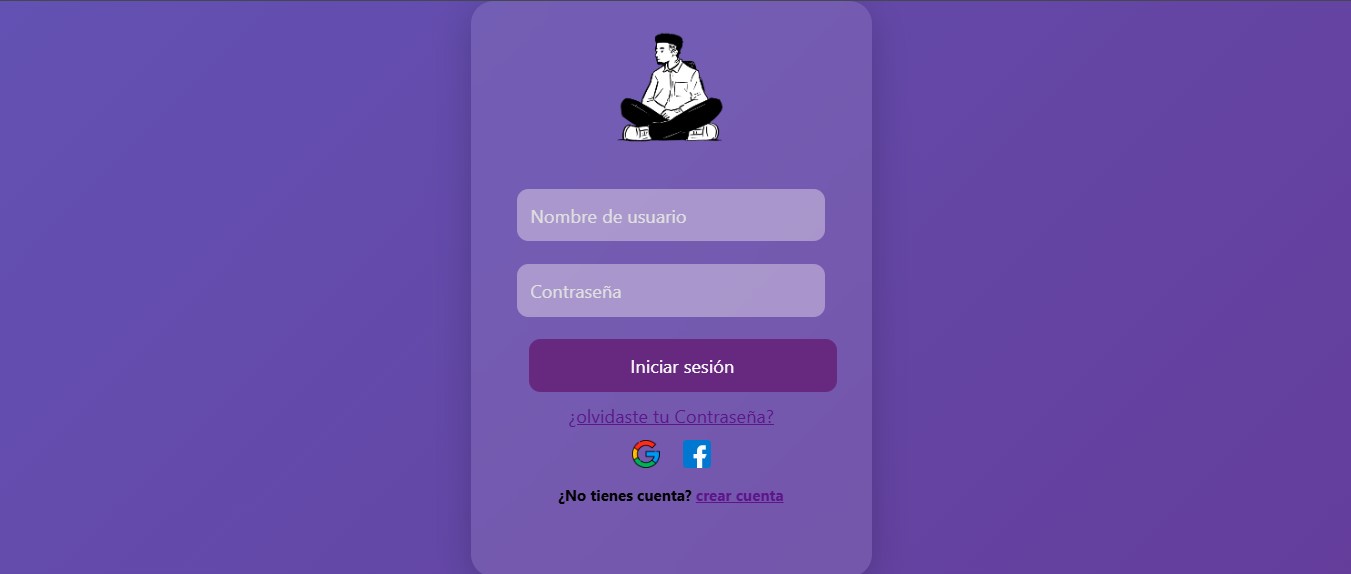 Nombre de usuario
Contraseña
Iniciar sesión
¿olvidaste tu Contraseña?
¿No tienes cuenta? crear cuenta